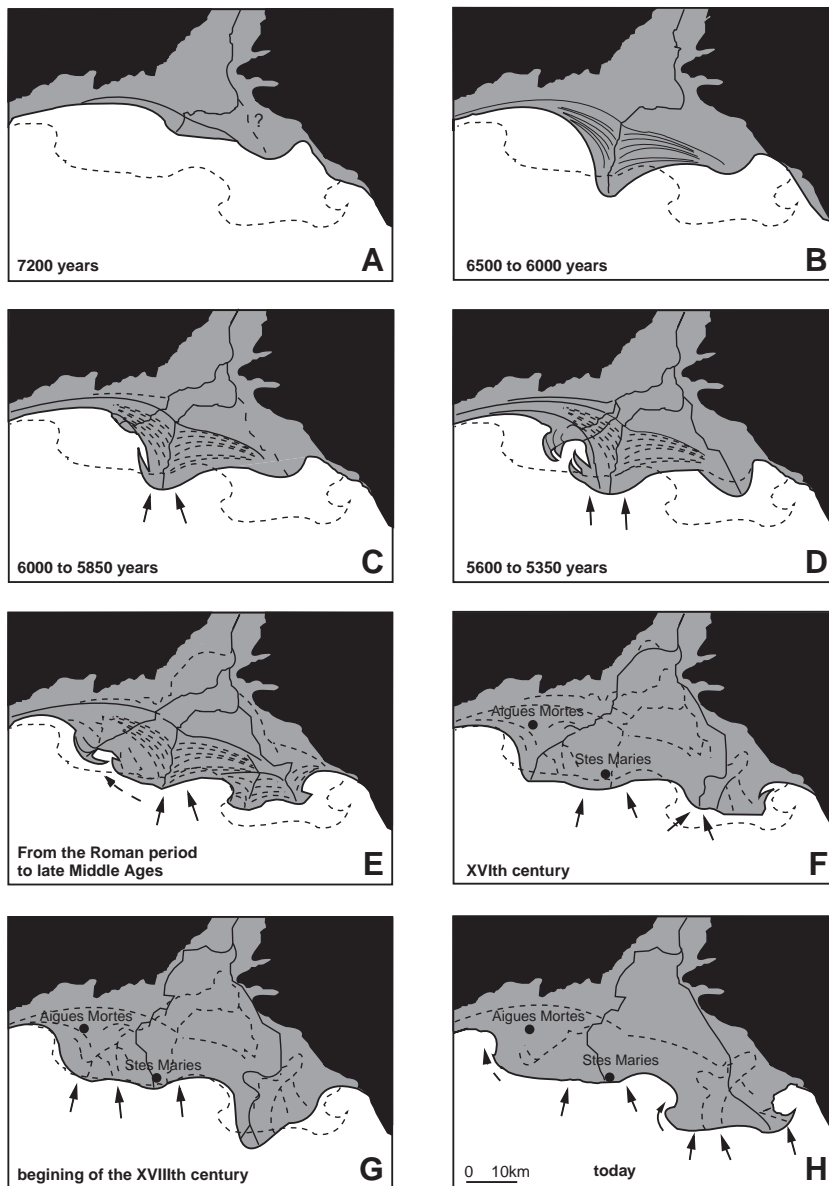 ?
7200 years
A
6500 to 6000 years
B
6000 to 5850 years
C
5600 to 5350 years
D
From the Roman period
to late Middle Ages
E
Aigues Mortes
Stes Maries
XVIth century
F
Aigues Mortes
Stes Maries
begining of the XVIIIth century
G
Aigues Mortes
Stes Maries
0 10km
today
H